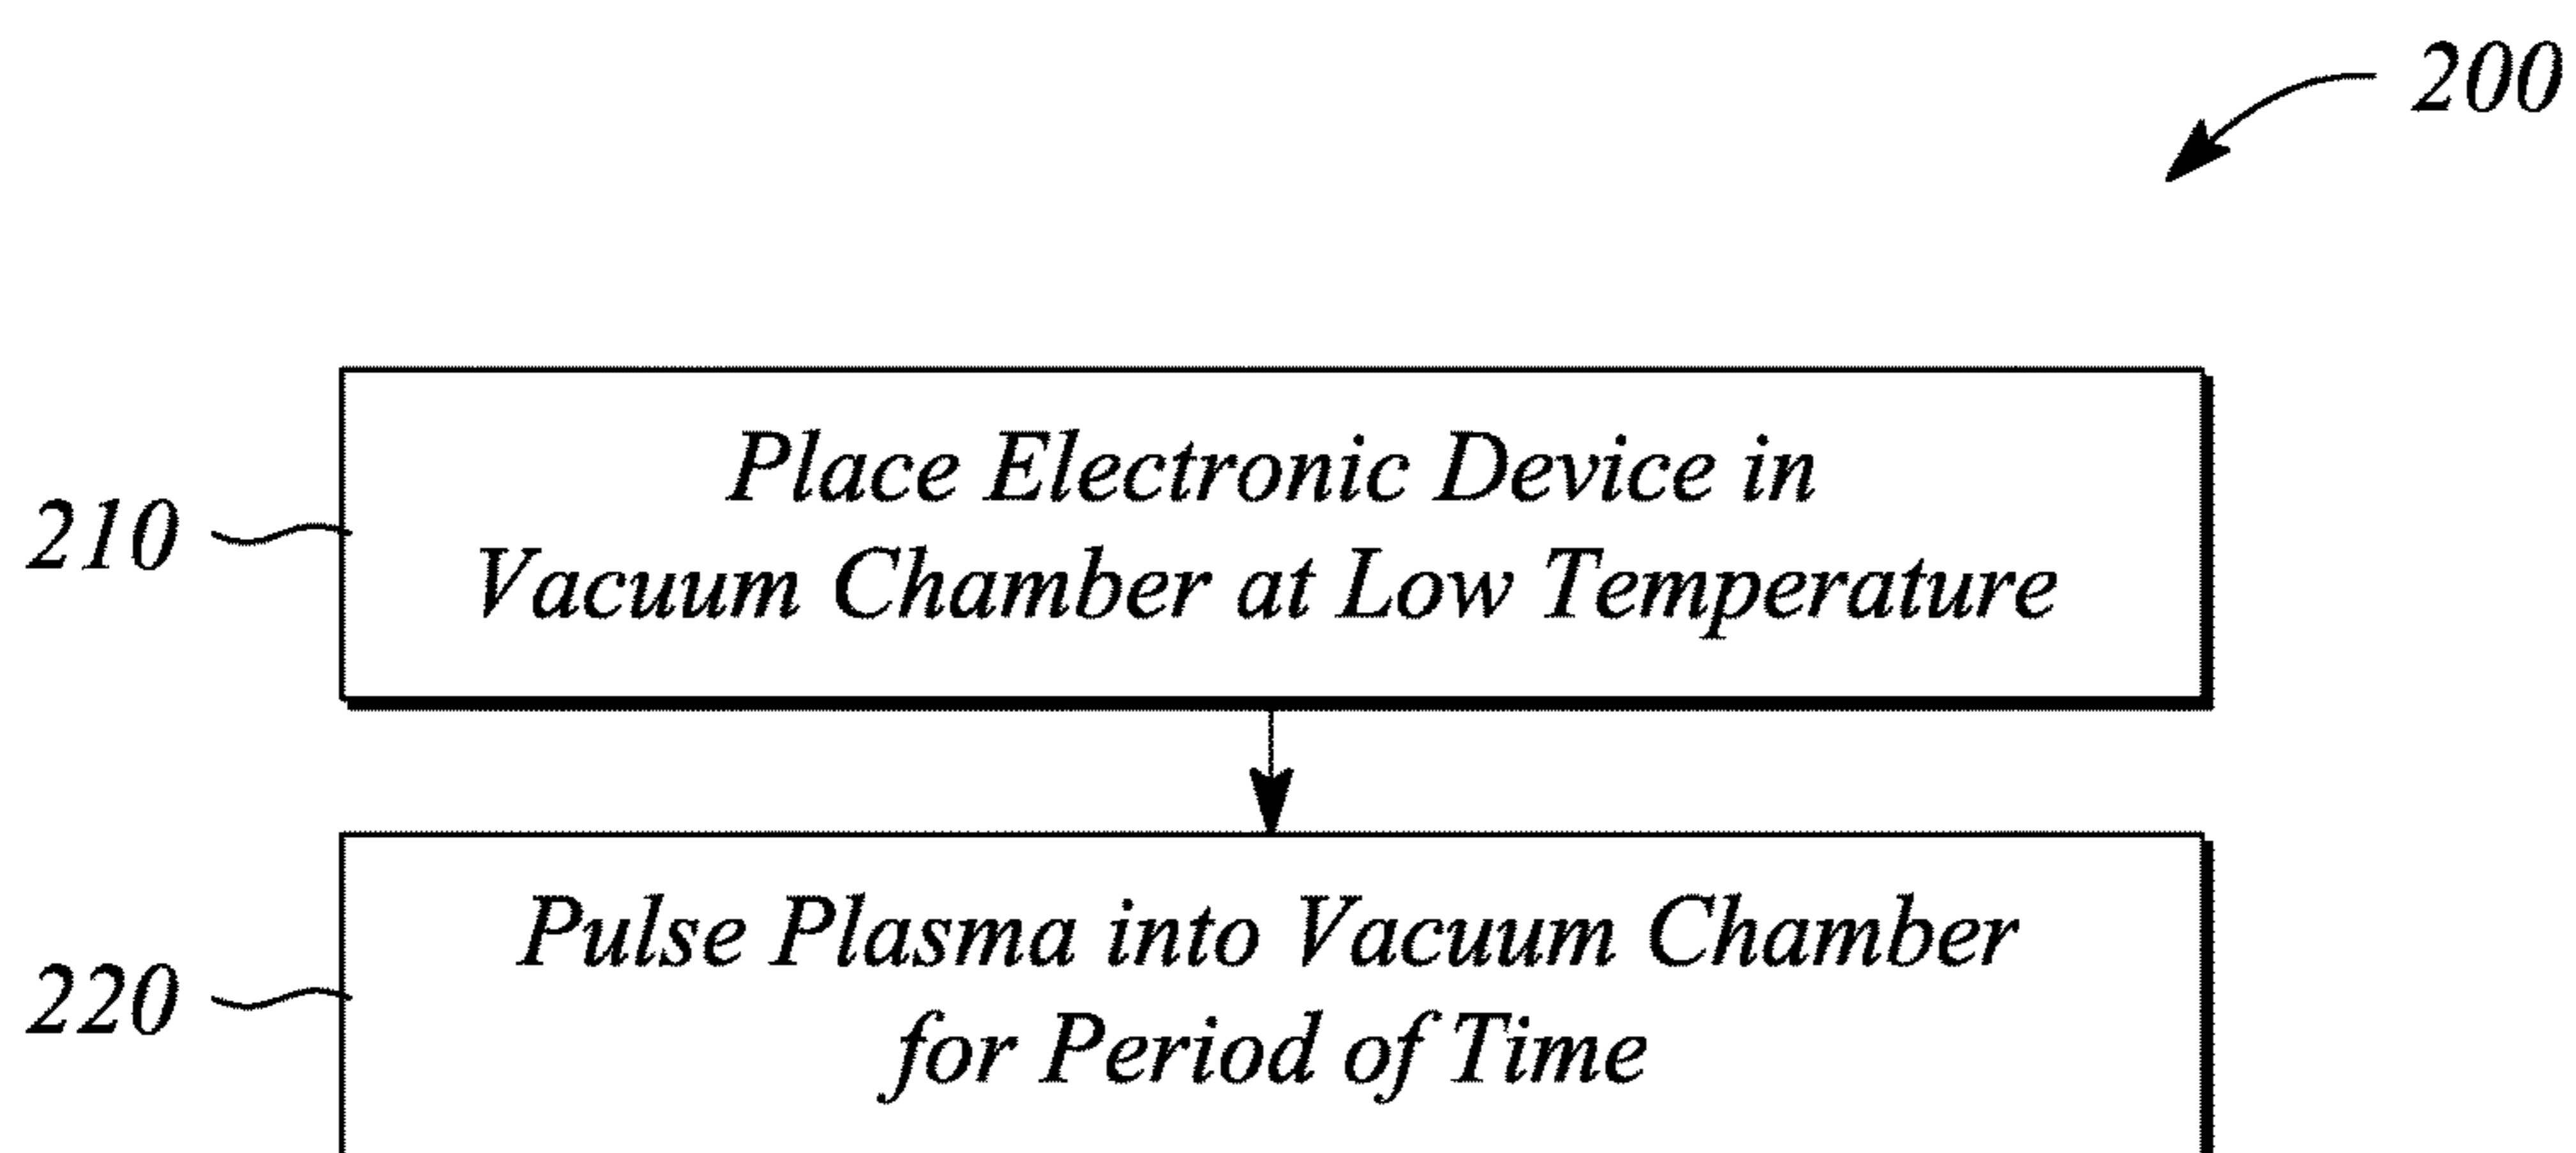 200
210
Place Electronic Device in
Vacuum Chamber at Low Temperature
220
Pulse Plasma into Vacuum Chamber
for Period of Time